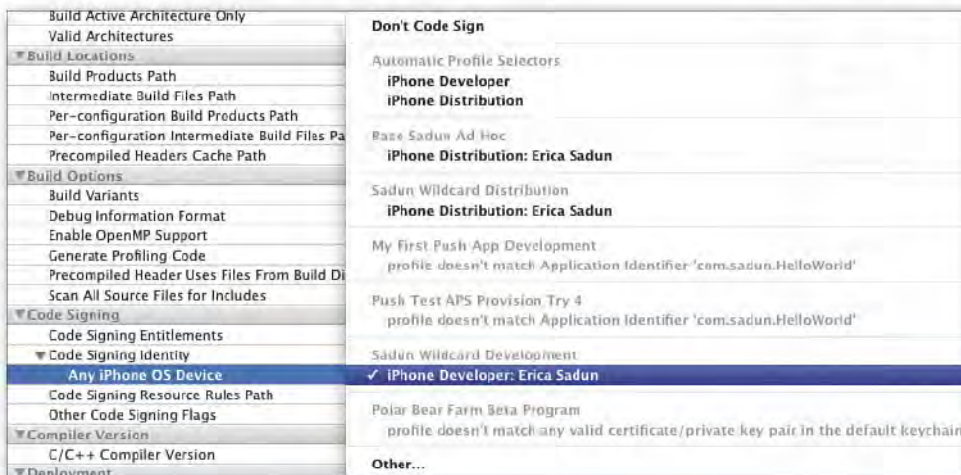 Build Active Architecture Only
Valid Architectures
Build Locations
Build Products Path
Intermediate Build Files Path
Per-configuration Build Products Path
Per-configuration Intermediate Build Files Pa
Precompiled Headers Cache Path
Build Options
Build Variants
Debug Information Format
Enable OpenMP Support
Generate Profiling Code
Precompiled Header Uses Files From Build Di
Scan All Source Files for Includes
Code Signing
Code Signing Entitlements
Code Signing Identity
Any iPhone OS Device
Code Signing Resource Rules Path
Other Code Signing Flags
Compiler Version
C/C++ Compiler Version
Deployment
Don't Code Sign
Automatic Profile Selectors
iPhone Developer
iPhone Distribution
Base Sadun Ad Hoc
iPhone Distribution: Erica Sadun
Sadun Wildcard Distribution
iPhone Distribution: Erica Sadun
My First Push App Development
profile doesn't match Application Identifier 'com.sadun.HelloWorld'
Push Test APS Provision Try 4
profile doesn't match Application Identifier 'com.sadun.HelloWorld'
Sadun Wildcard Development
✓ iPhone Developer: Erica Sadun
Polar Bear Farm Beta Program
profile doesn't match any valid certificate/private key pair in the default keychain
Other...